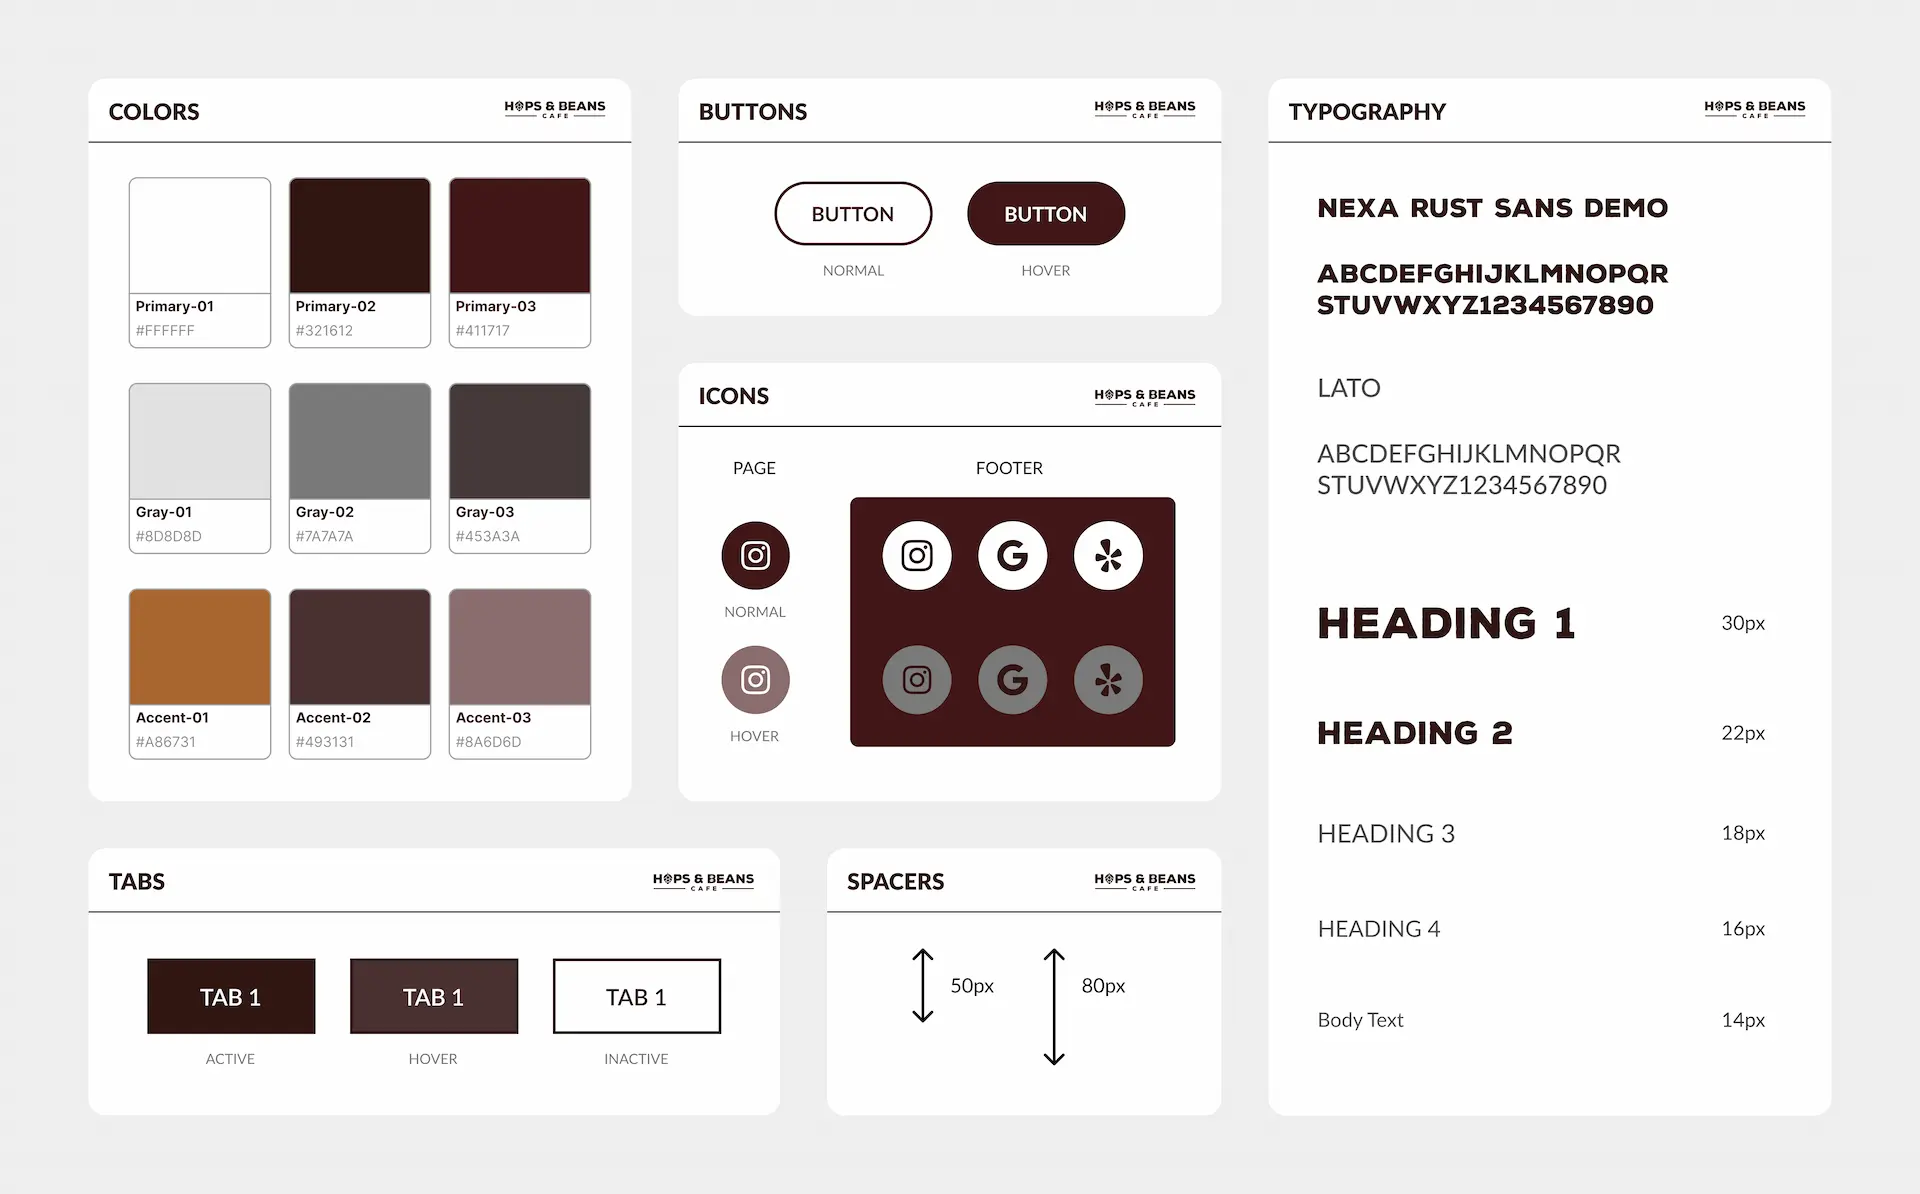 COLORS
HOPS & BEANS
CAFE
Primary-01
#FFFFFF
Primary-02
#321612
Primary-03
#411717
Gray-01
#8D8D8D
Gray-02
#7A7A7A
Gray-03
#453A3A
Accent-01
#A86731
Accent-02
#493131
Accent-03
#8A6D6D
BUTTONS
HOPS & BEANS
CAFE
BUTTON
NORMAL
BUTTON
HOVER
ICONS
HOPS & BEANS
CAFE
PAGE
NORMAL
HOVER
FOOTER
G
G
TABS
HOPS & BEANS
CAFE
TAB 1
ACTIVE
TAB 1
HOVER
TAB 1
INACTIVE
SPACERS
HOPS & BEANS
CAFE
50px
80px
TYPOGRAPHY
HOPS & BEANS
CAFE
NEXA RUST SANS DEMO
ABCDEFGHIJKLMNOPQR
STUVWXYZ1234567890
LATO
ABCDEFGHIJKLMNOPQR
STUVWXYZ1234567890
HEADING 1
30px
HEADING 2
22px
HEADING 3
18px
HEADING 4
16px
Body Text
14px